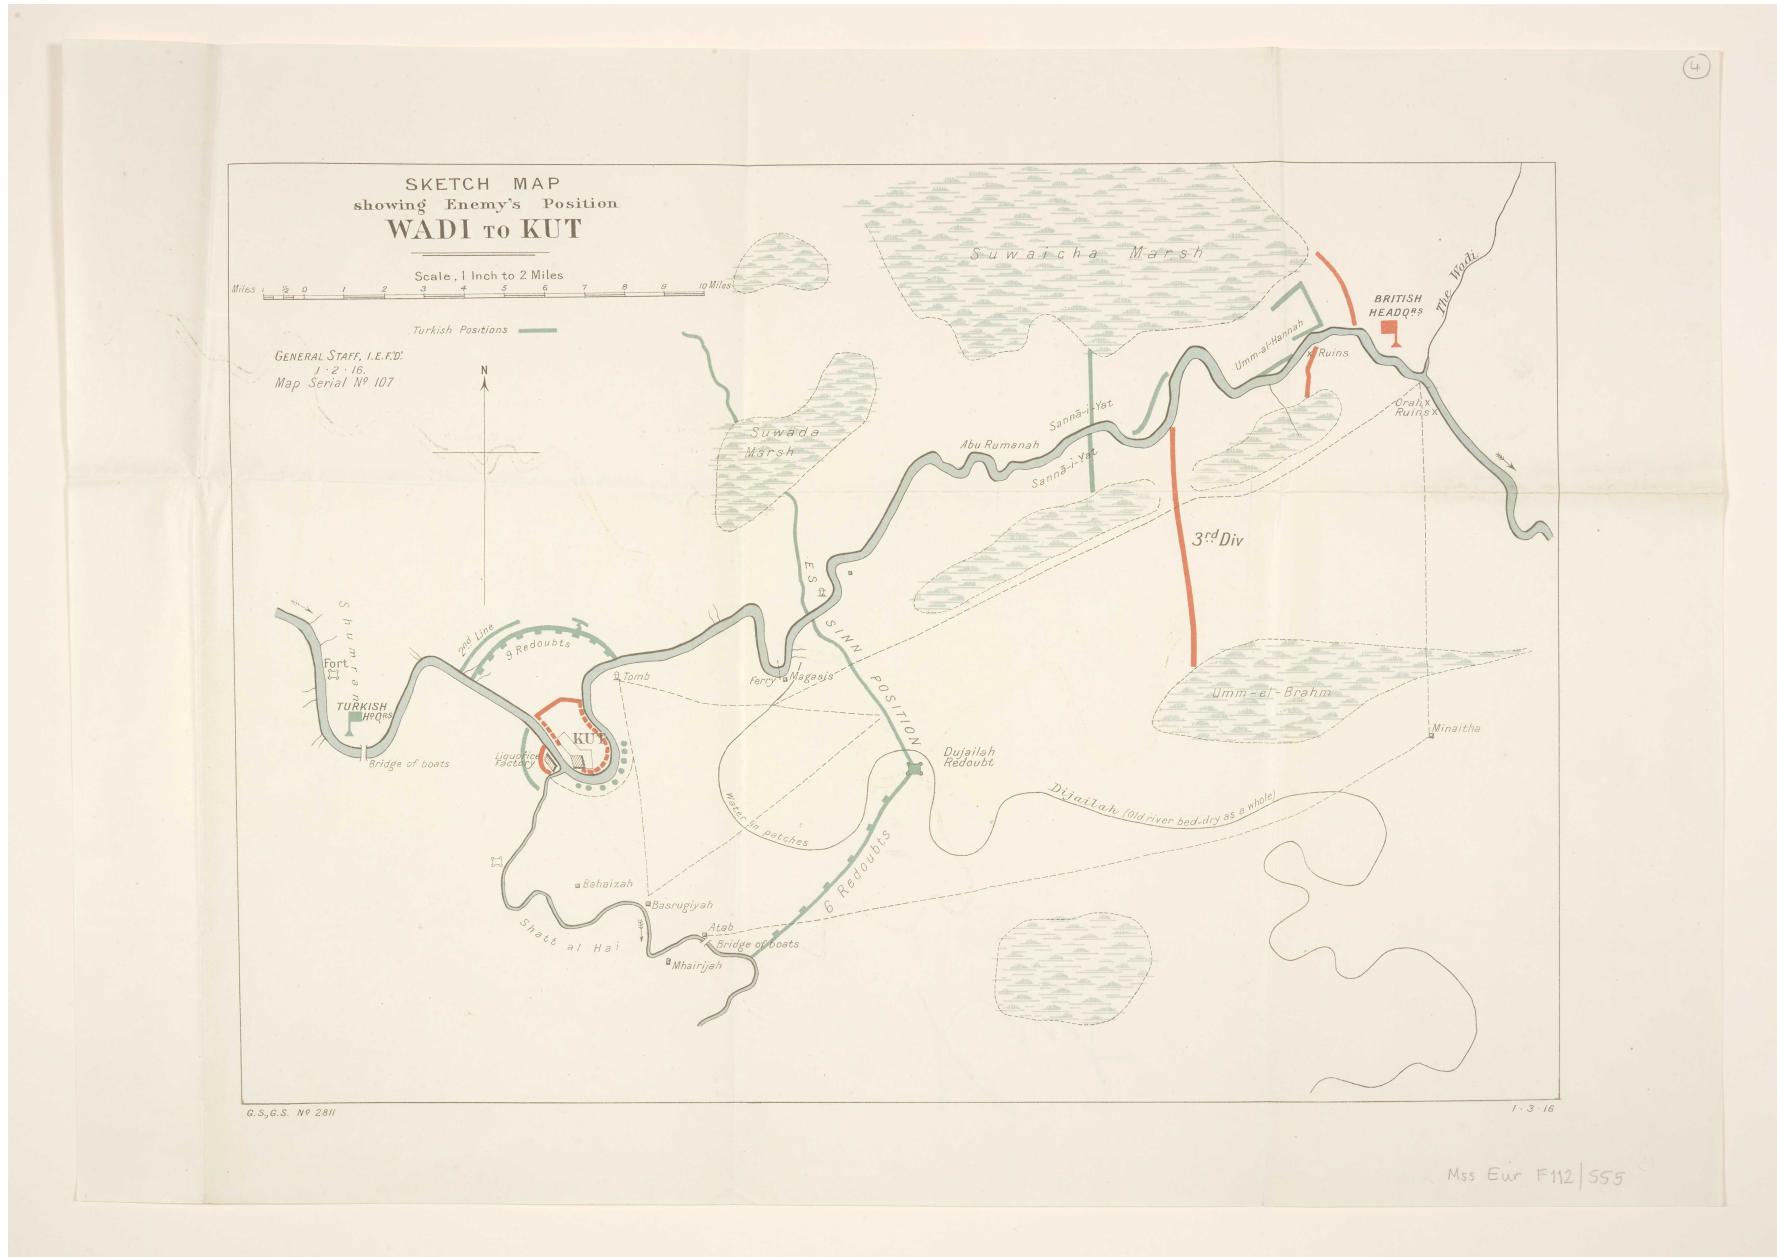 4
SKETCH MAP
showing Enemy's Position
WADI TO KUT
Scale, 1 Inch to 2 Miles
Miles 1 ½ 0 1 2 3 4 5 6 7 8 9 10 Miles
Turkish Positions
GENERAL STAFF, I.E.F. 'D'.
1 · 2 · 16.
Map Serial Nº 107
N
Suwaicha Marsh
The Wadi
BRITISH
HEADQRS
Umm-al-Hannah
x Ruins
Orah x
Ruins x
Suwada
Marsh
Sannā-i-Yat
Abu Rumanah
Sannā-i-Yat
3rd Div
ES SINN POSITION
Shumran
Fort
TURKISH
HDQRS
Bridge of boats
2nd Line
9 Redoubts
Tomb
Ferry
Magasis
KUT
Liquorice
Factory
Umm-el-Brahm
Minaitha
Dujailah
Redoubt
Dijailah (Old river bed-dry as a whole)
Water in patches
6 Redoubts
Bahaizah
Basrugiyah
Shatt al Hai
Atab
Bridge of boats
Mhairijah
G.S.,G.S. Nº 2811
1 · 3 · 16
Mss Eur F112/555